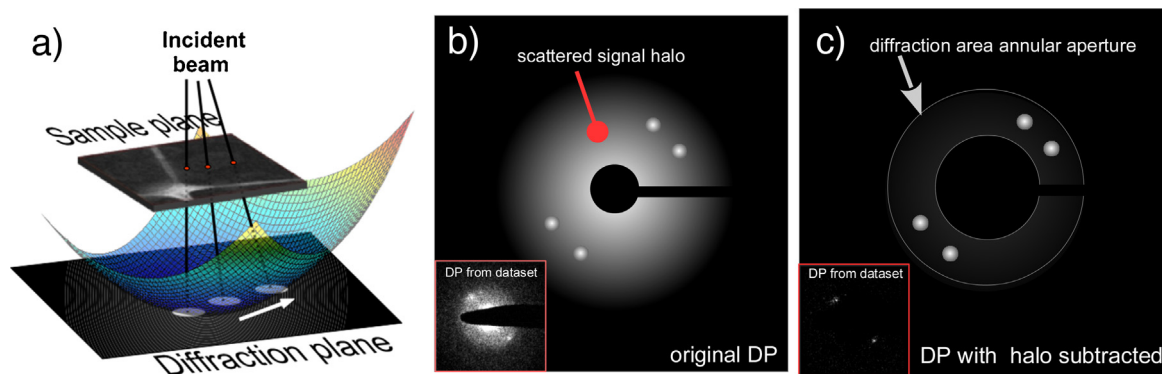 a)
Incident
beam
Sample plane
Diffraction plane
b)
scattered signal halo
DP from dataset
original DP
c)
diffraction area annular aperture
DP from dataset
DP with halo subtracted